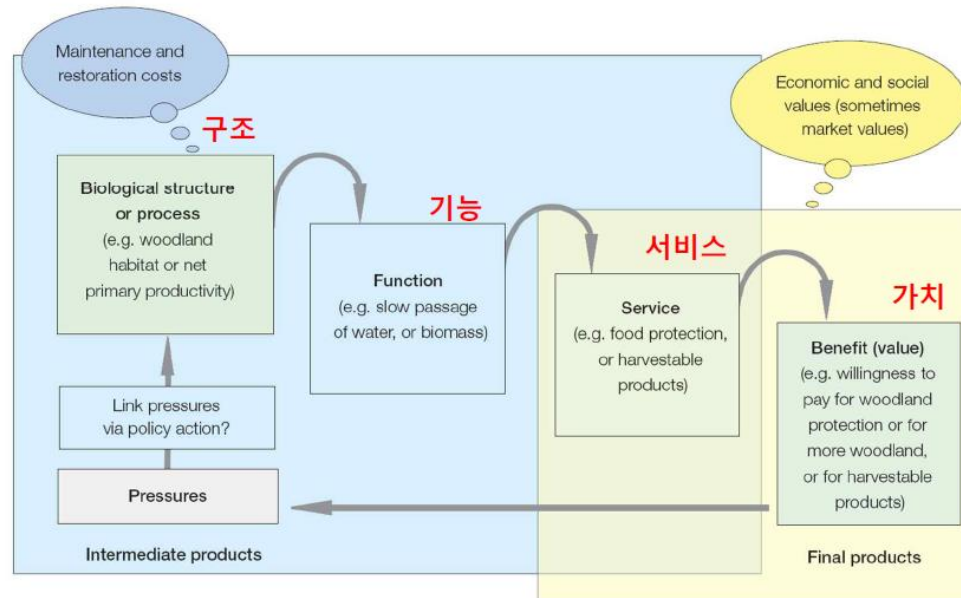 Maintenance and
restoration costs
Economic and social
values (sometimes
market values)
구조
Biological structure
or process
(e.g. woodland
habitat or net
primary productivity)
기능
Function
(e.g. slow passage
of water, or biomass)
서비스
Service
(e.g. food protection,
or harvestable
products)
가치
Benefit (value)
(e.g. willingness to
pay for woodland
protection or for
more woodland,
or for harvestable
products)
Link pressures
via policy action?
Pressures
Intermediate products
Final products